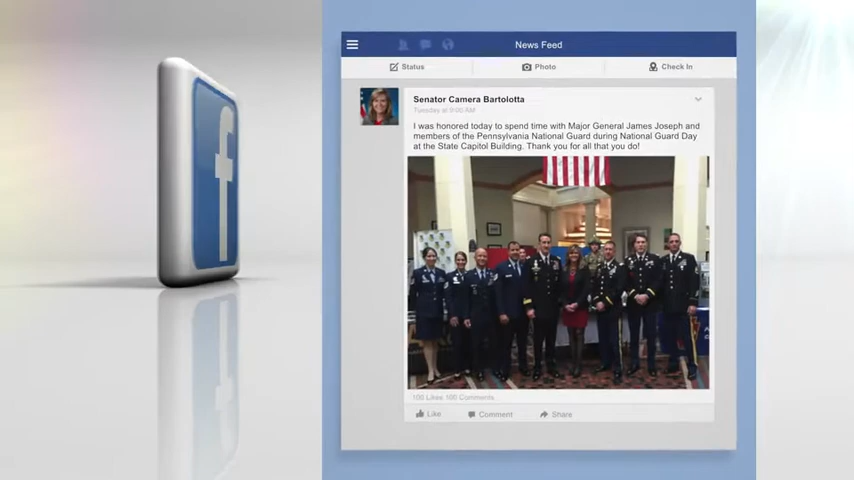 f
News Feed
Status
Photo
Check In
Senator Camera Bartolotta
Tuesday at 9:00 AM
I was honored today to spend time with Major General James Joseph and
members of the Pennsylvania National Guard during National Guard Day
at the State Capitol Building. Thank you for all that you do!
100 Likes 100 Comments
Like
Comment
Share